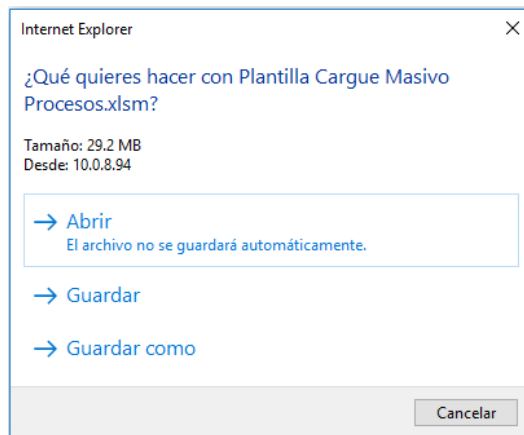 Internet Explorer
¿Qué quieres hacer con Plantilla Cargue Masivo
Procesos.xlsm?
Tamaño: 29.2 MB
Desde: 10.0.8.94
Abrir
El archivo no se guardará automáticamente.
Guardar
Guardar como
Cancelar